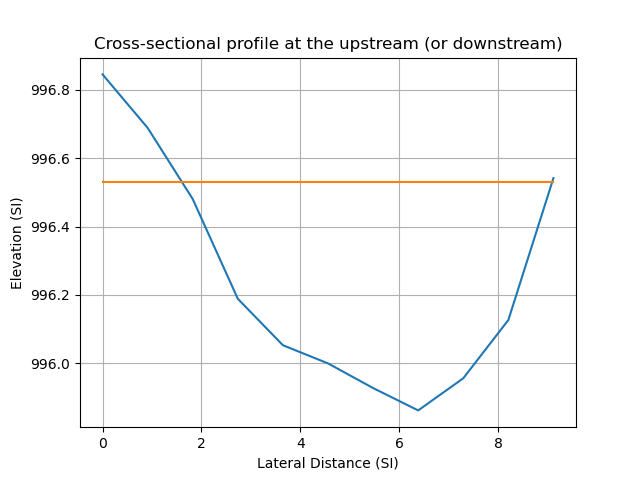 Cross-sectional profile at the upstream (or downstream)
996.8
996.6
996.4
996.2
996.0
Elevation (SI)
0 2 4 6 8
Lateral Distance (SI)